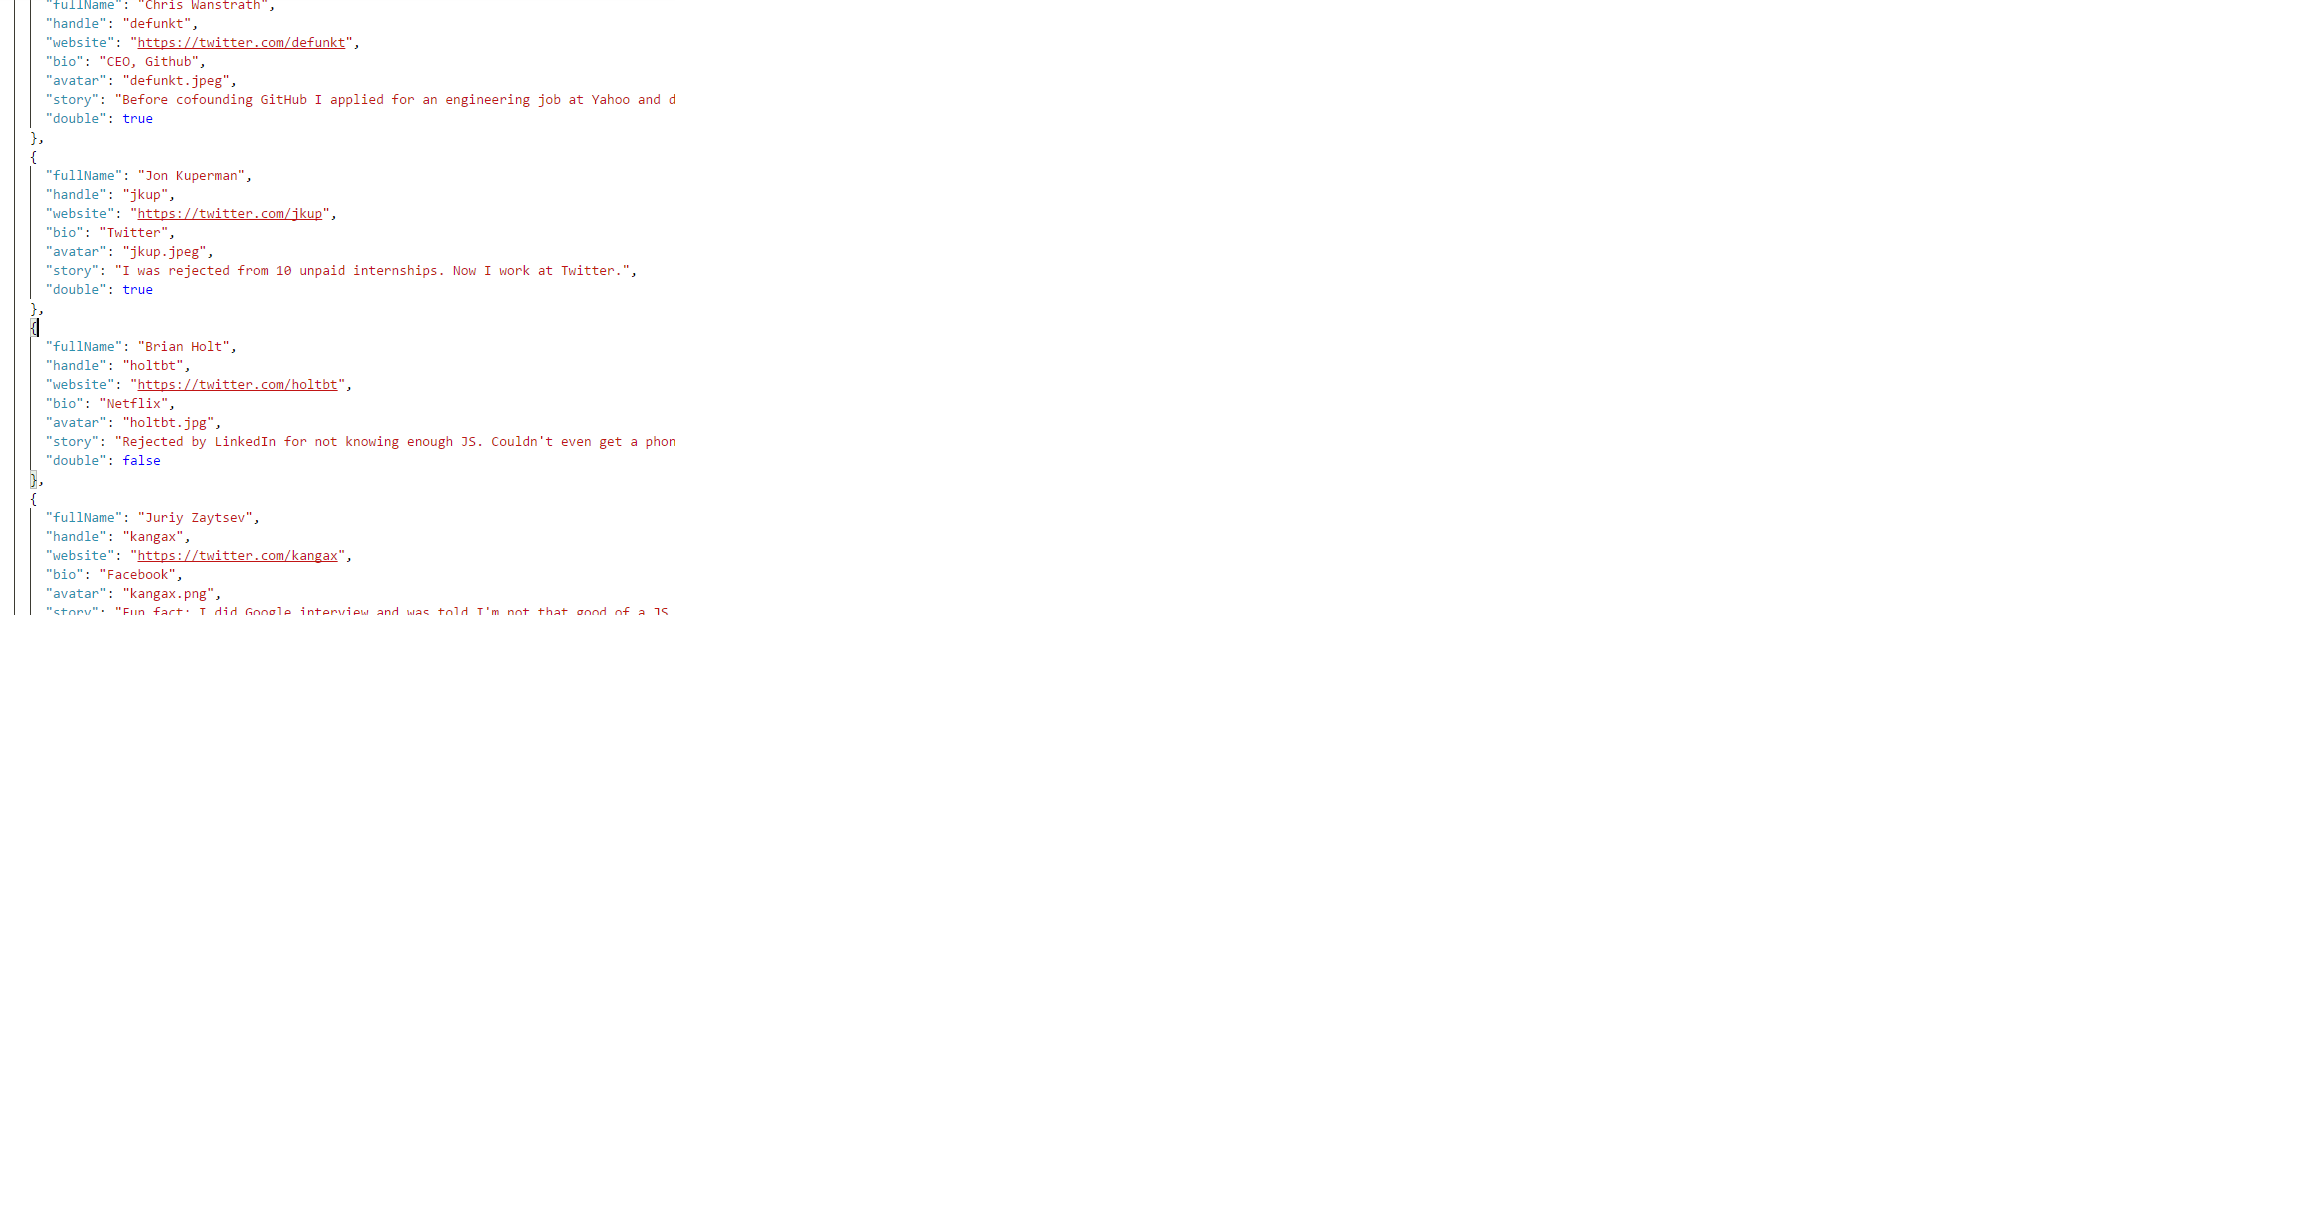 "fullName": "Chris Wanstrath",
"handle": "defunkt",
"website": "https://twitter.com/defunkt",
"bio": "CEO, Github",
"avatar": "defunkt.jpeg",
"story": "Before cofounding GitHub I applied for an engineering job at Yahoo and d
"double": true
},
{
"fullName": "Jon Kuperman",
"handle": "jkup",
"website": "https://twitter.com/jkup",
"bio": "Twitter",
"avatar": "jkup.jpeg",
"story": "I was rejected from 10 unpaid internships. Now I work at Twitter.",
"double": true
},
{
"fullName": "Brian Holt",
"handle": "holtbt",
"website": "https://twitter.com/holtbt",
"bio": "Netflix",
"avatar": "holtbt.jpg",
"story": "Rejected by LinkedIn for not knowing enough JS. Couldn't even get a phon
"double": false
},
{
"fullName": "Juriy Zaytsev",
"handle": "kangax",
"website": "https://twitter.com/kangax",
"bio": "Facebook",
"avatar": "kangax.png",
"story": "Fun fact: I did Google interview and was told I'm not that good of a JS